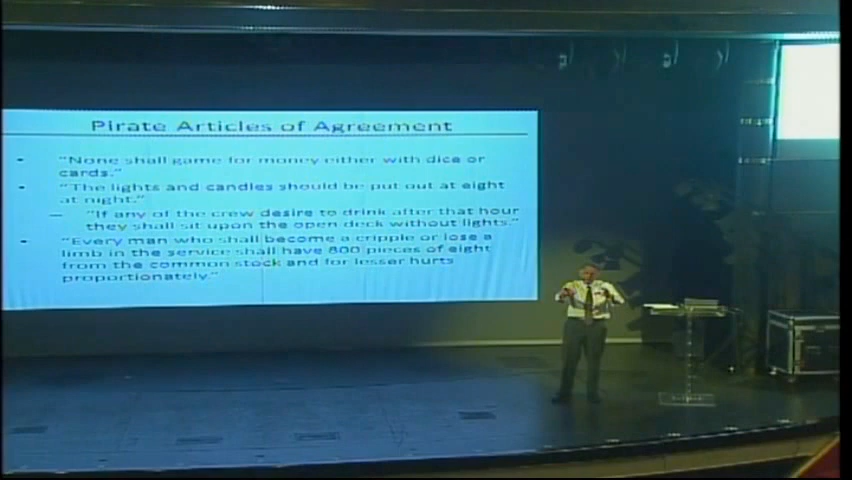 Pirate Articles of Agreement
• "None shall game for money either with dice or
cards."
• "The lights and candles should be put out at eight
at night."
— "If any of the crew desire to drink after that hour
they shall sit upon the open deck without lights."
• "Every man who shall become a cripple or lose a
limb in the service shall have 800 pieces of eight
from the common stock and for lesser hurts
proportionately."